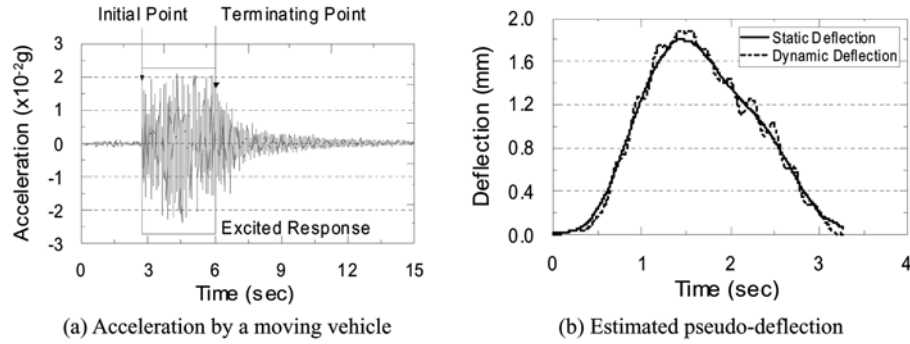 Initial Point
Terminating Point
3
2
1
0
-1
-2
-3
Acceleration (x10-2g)
Excited Response
0
3
6
9
12
15
Time (sec)
(a) Acceleration by a moving vehicle
2.0
1.6
1.2
0.8
0.4
0.0
Deflection (mm)
Static Deflection
Dynamic Deflection
0
1
2
3
4
Time (sec)
(b) Estimated pseudo-deflection